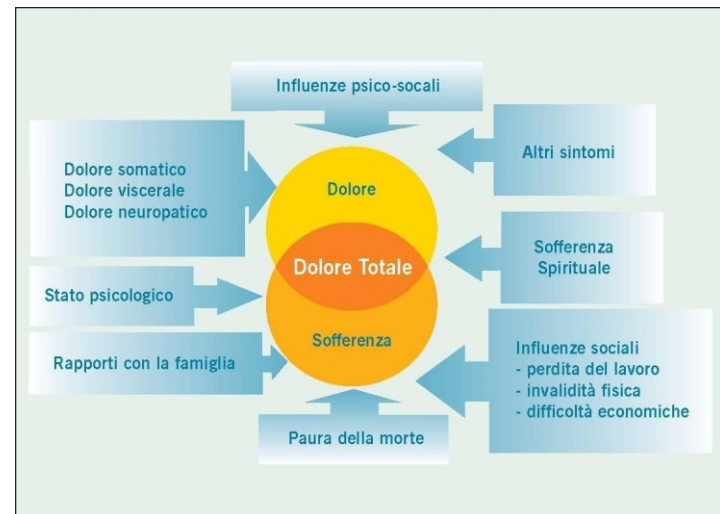 Influenze psico-socali
Dolore somatico
Dolore viscerale
Dolore neuropatico
Dolore
Altri sintomi
Dolore Totale
Sofferenza
Spirituale
Stato psicologico
Sofferenza
Rapporti con la famiglia
Influenze sociali
- perdita del lavoro
- invalidità fisica
- difficoltà economiche
Paura della morte